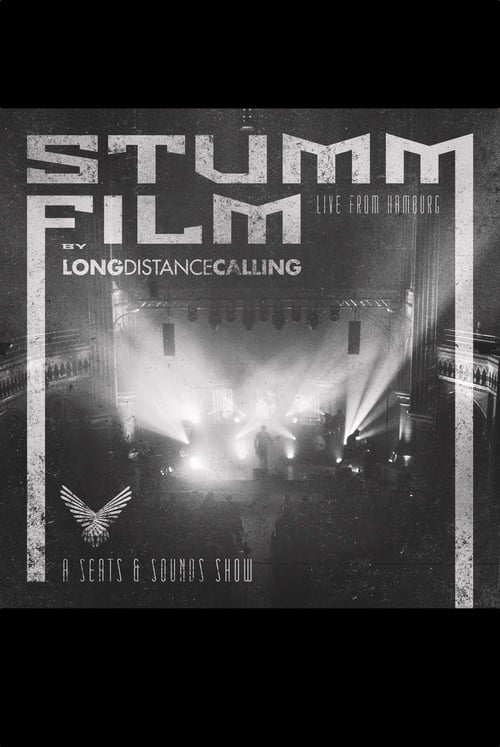 STUMM
FILM
LIVE FROM HAMBURG
BY
LONGDISTANCECALLING
A SEATS & SOUNDS SHOW